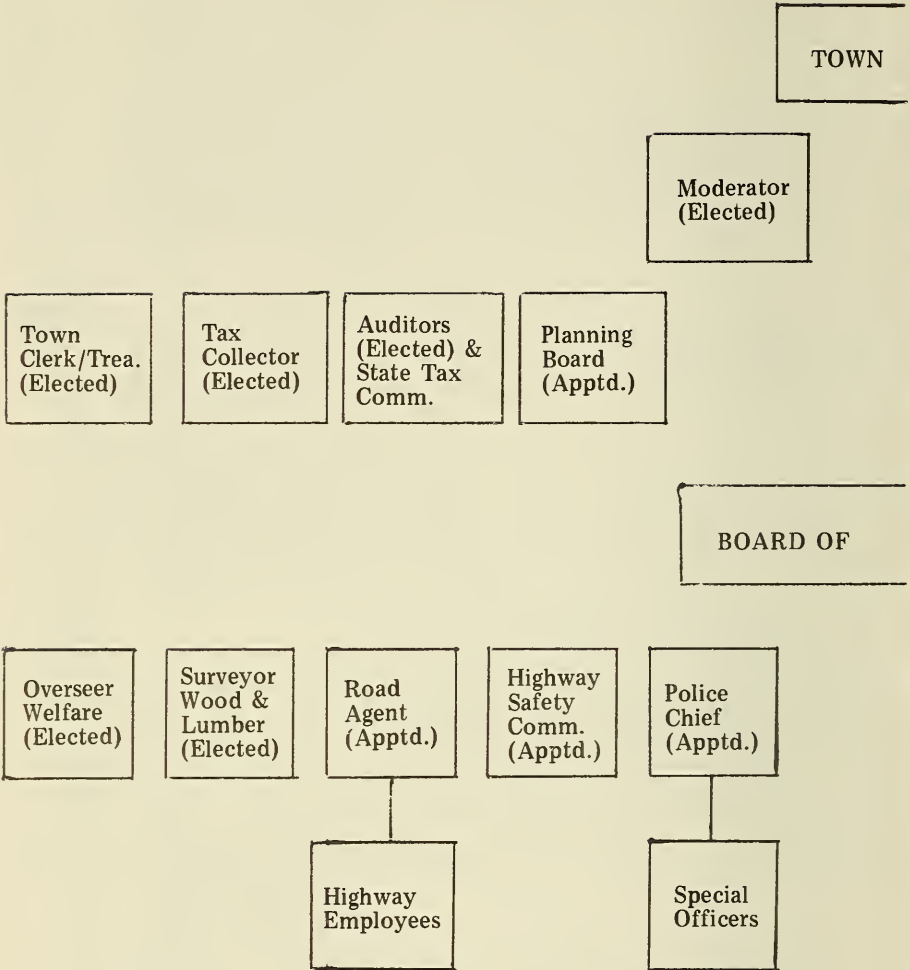 TOWN
Moderator
(Elected)
Town
Clerk/Trea.
(Elected)
Tax
Collector
(Elected)
Auditors
(Elected) &
State Tax
Comm.
Planning
Board
(Apptd.)
BOARD OF
Overseer
Welfare
(Elected)
Surveyor
Wood &
Lumber
(Elected)
Road
Agent
(Apptd.)
Highway
Safety
Comm.
(Apptd.)
Police
Chief
(Apptd.)
Highway
Employees
Special
Officers